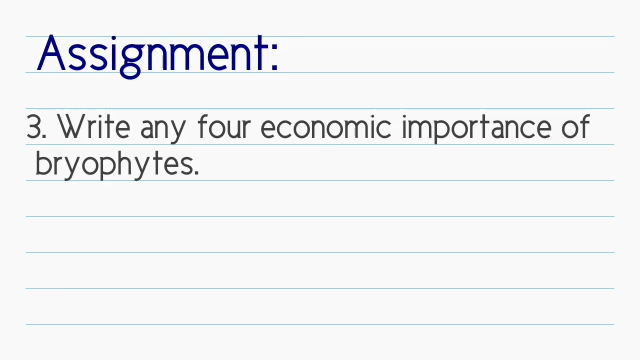 Assignment:
3. Write any four economic importance of
bryophytes.